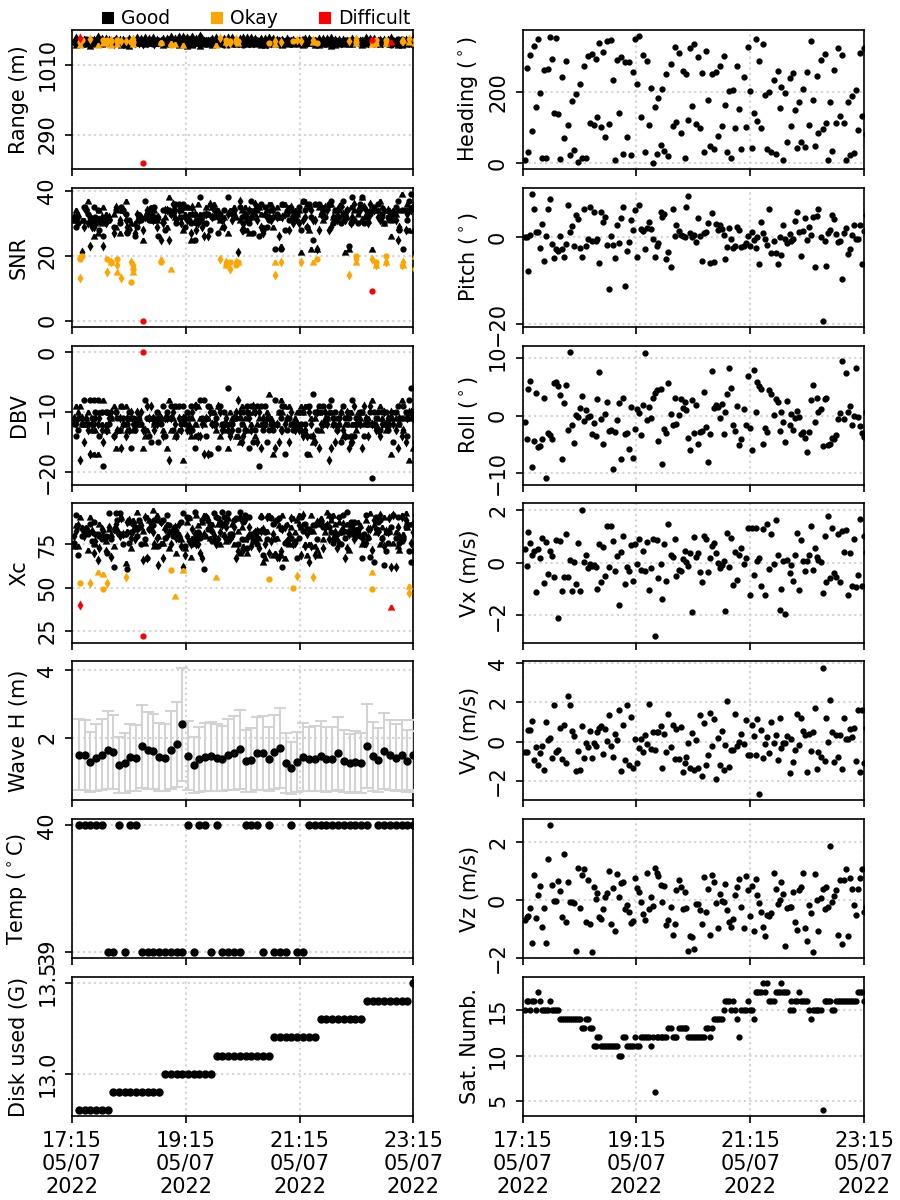 Good Okay Difficult
Range (m)
1010
290
Heading (°)
200
0
SNR
40
20
0
Pitch (°)
0
−20
DBV
0
−10
−20
Roll (°)
10
0
−10
Xc
75
50
25
Vx (m/s)
2
0
−2
Wave H (m)
4
2
Vy (m/s)
4
2
0
−2
Temp (°C)
40
39
Vz (m/s)
2
0
−2
Disk used (G)
13.5
13.0
Sat. Numb.
15
10
5
17:15 19:15 21:15 23:15 17:15 19:15 21:15 23:15
05/07 05/07 05/07 05/07 05/07 05/07 05/07 05/07
2022 2022 2022 2022 2022 2022 2022 2022